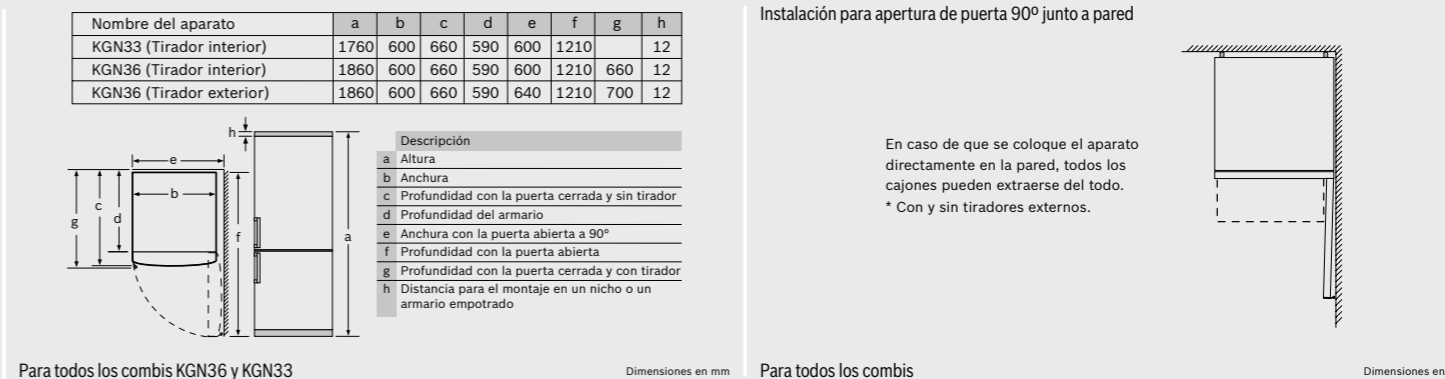 Nombre del aparato a b c d e f g h
KGN33 (Tirador interior) 1760 600 660 590 600 1210 12
KGN36 (Tirador interior) 1860 600 660 590 600 1210 660 12
KGN36 (Tirador exterior) 1860 600 660 590 640 1210 700 12
h
e
b
g
c
d
f
a
Descripción
a Altura
b Anchura
c Profundidad con la puerta cerrada y sin tirador
d Profundidad del armario
e Anchura con la puerta abierta a 90º
f Profundidad con la puerta abierta
g Profundidad con la puerta cerrada y con tirador
h Distancia para el montaje en un nicho o un
armario empotrado
Para todos los combis KGN36 y KGN33
Dimensiones en mm
Instalación para apertura de puerta 90º junto a pared
En caso de que se coloque el aparato
directamente en la pared, todos los
cajones pueden extraerse del todo.
* Con y sin tiradores externos.
Para todos los combis
Dimensiones en